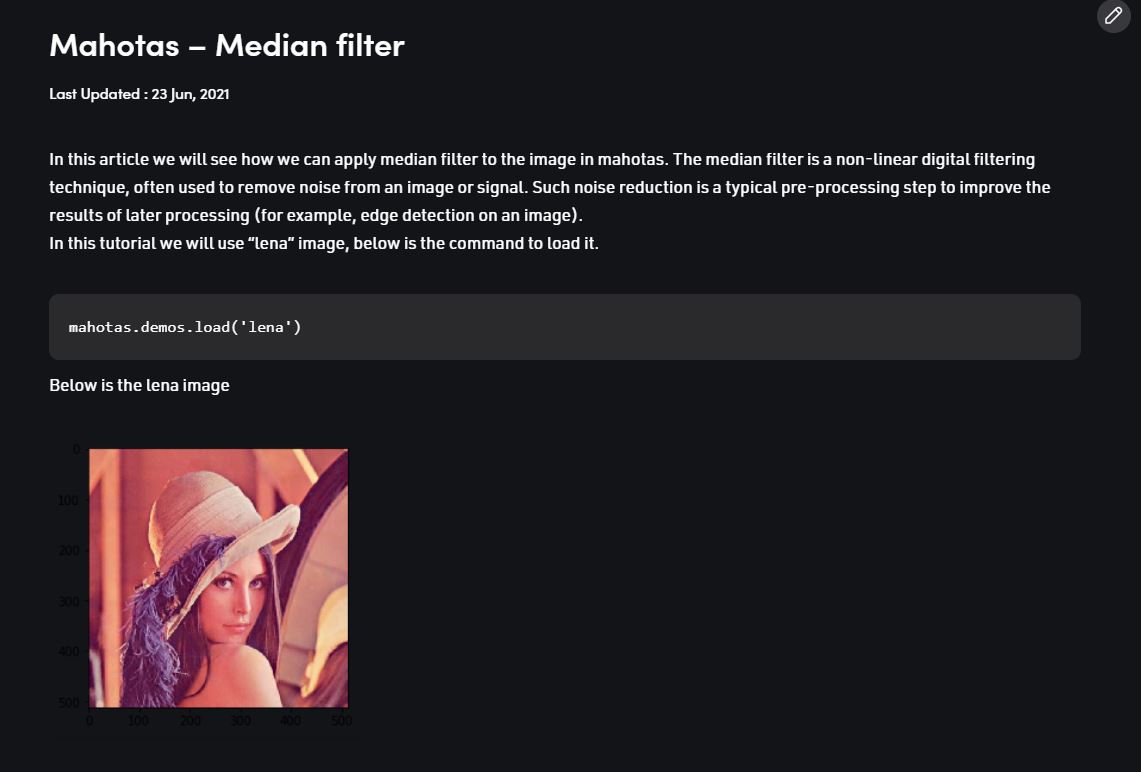 Mahotas – Median filter
Last Updated : 23 Jun, 2021
In this article we will see how we can apply median filter to the image in mahotas. The median filter is a non-linear digital filtering
technique, often used to remove noise from an image or signal. Such noise reduction is a typical pre-processing step to improve the
results of later processing (for example, edge detection on an image).
In this tutorial we will use “lena” image, below is the command to load it.
mahotas.demos.load('lena')
Below is the lena image
0
100
200
300
400
500
0 100 200 300 400 500